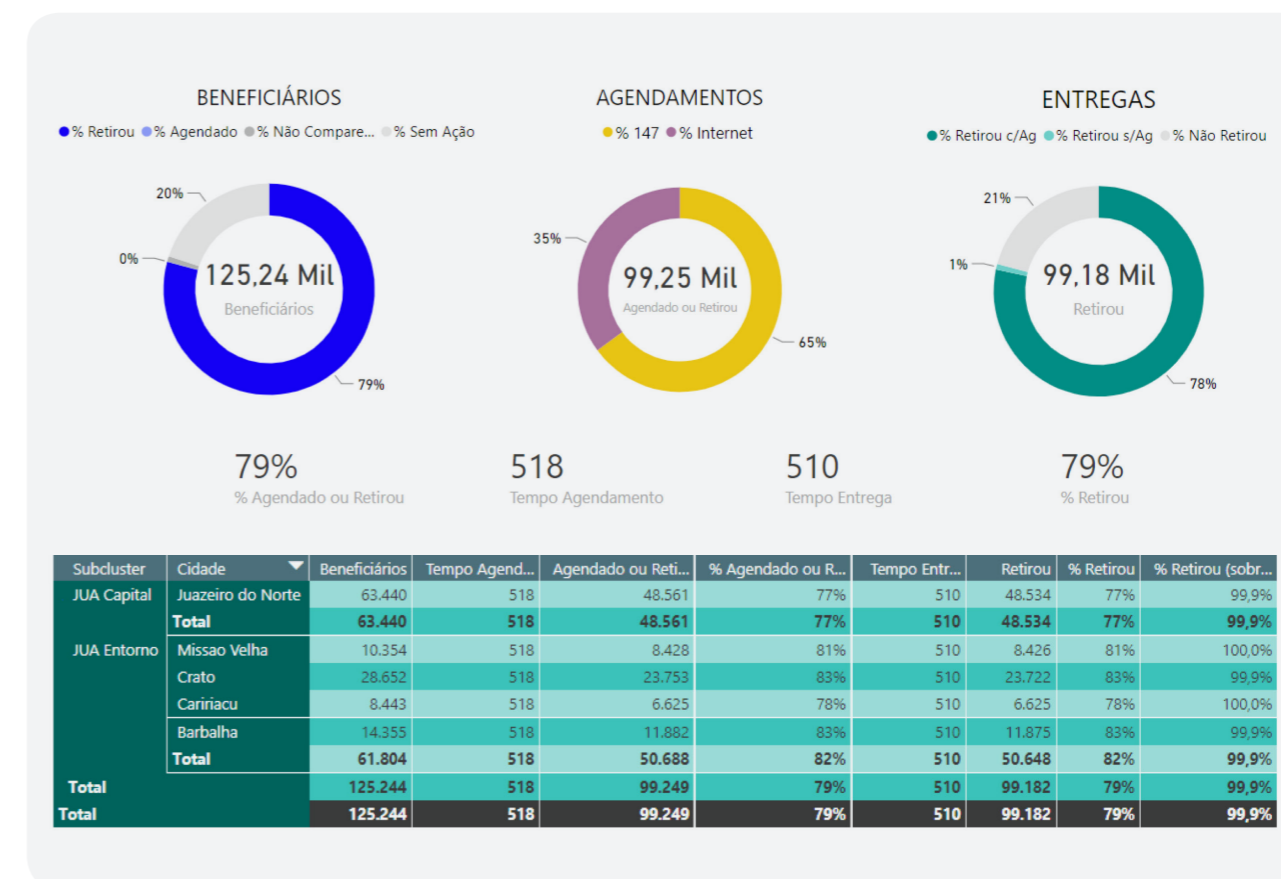 BENEFICIÁRIOS
% Retirou % Agendado % Não Compare... % Sem Ação
20%
0%
125,24 Mil
Beneficiários
79%
AGENDAMENTOS
% 147 % Internet
35%
99,25 Mil
Agendado ou Retirou
65%
ENTREGAS
% Retirou c/Ag % Retirou s/Ag % Não Retirou
21%
1%
99,18 Mil
Retirou
78%
79%
% Agendado ou Retirou
518
Tempo Agendamento
510
Tempo Entrega
79%
% Retirou
Subcluster Cidade Beneficiários Tempo Agend... Agendado ou Reti... % Agendado ou R... Tempo Entr... Retirou % Retirou % Retirou (sobr...
JUA Capital Juazeiro do Norte 63.440 518 48.561 77% 510 48.534 77% 99,9%
Total 63.440 518 48.561 77% 510 48.534 77% 99,9%
JUA Entorno Missao Velha 10.354 518 8.428 81% 510 8.426 81% 100,0%
Crato 28.652 518 23.753 83% 510 23.722 83% 99,9%
Caririacu 8.443 518 6.625 78% 510 6.625 78% 100,0%
Barbalha 14.355 518 11.882 83% 510 11.875 83% 99,9%
Total 61.804 518 50.688 82% 510 50.648 82% 99,9%
Total 125.244 518 99.249 79% 510 99.182 79% 99,9%
Total 125.244 518 99.249 79% 510 99.182 79% 99,9%